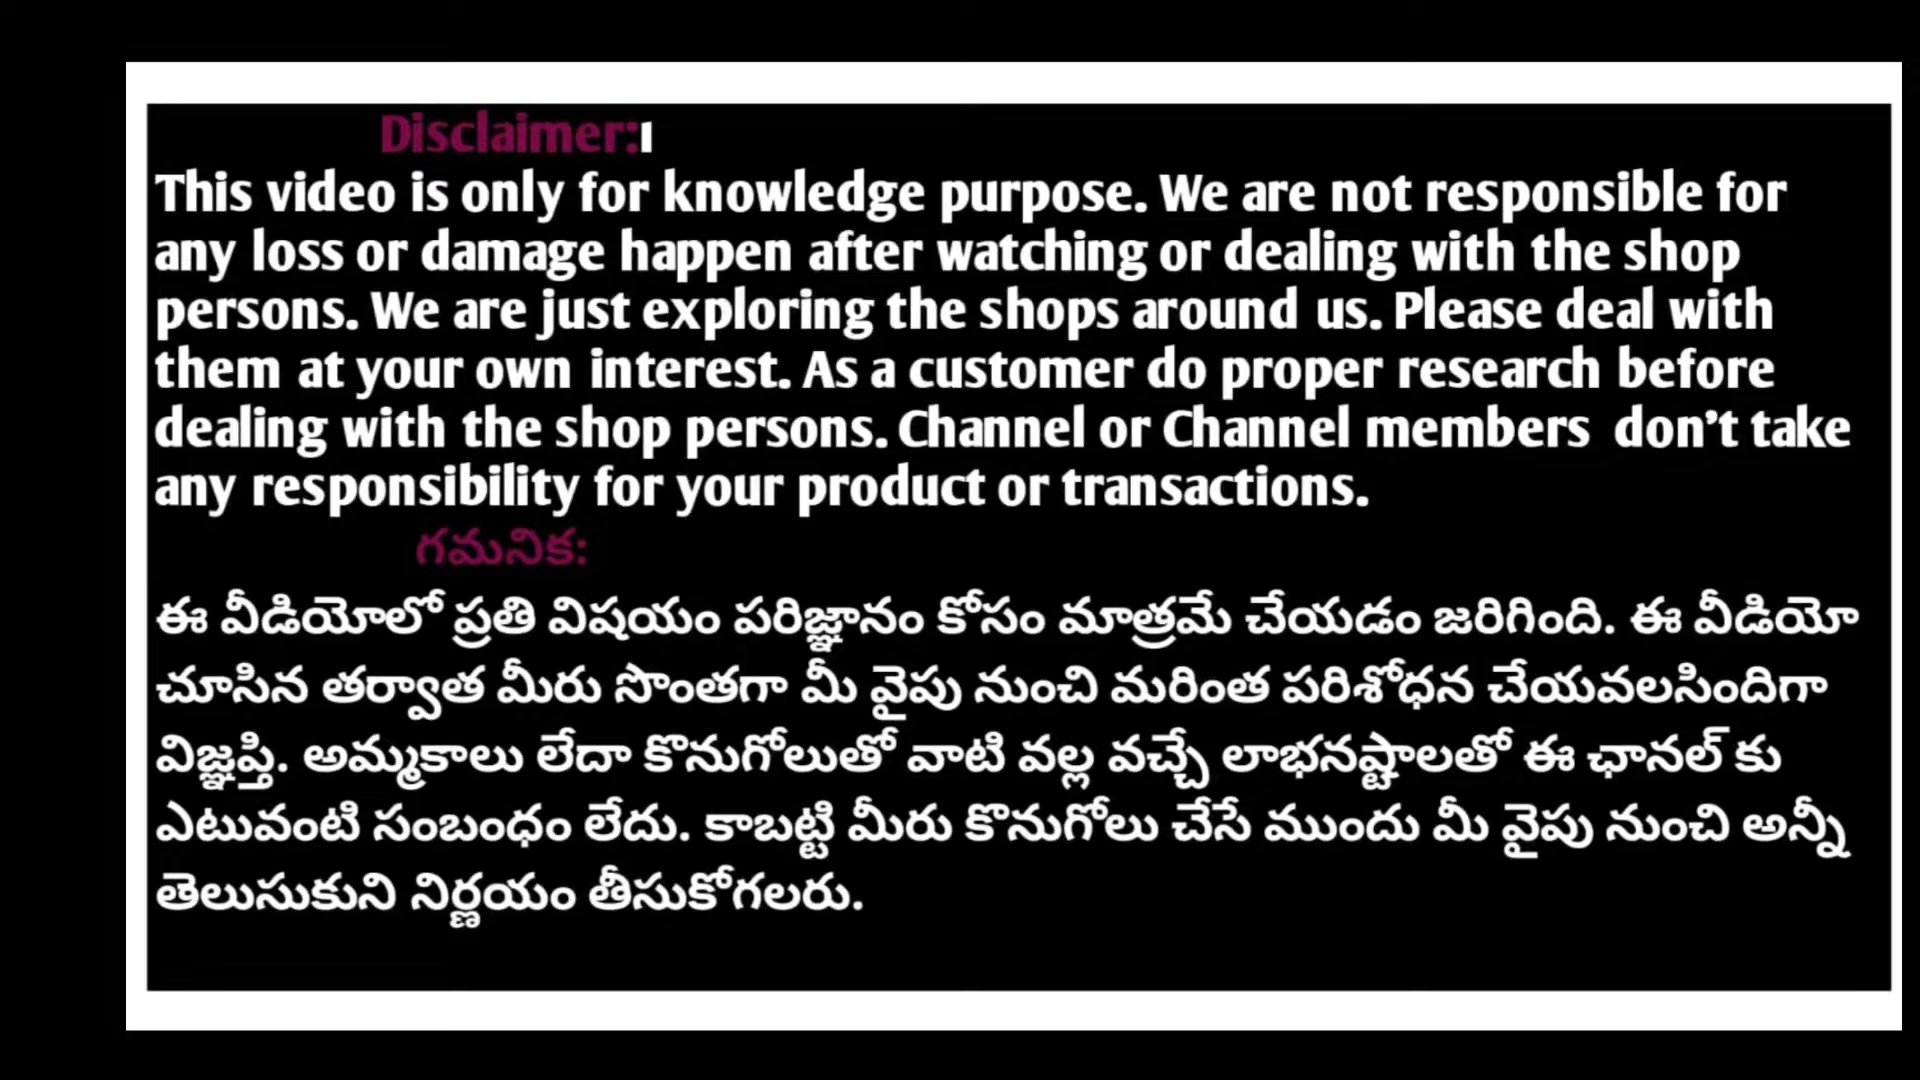 Disclaimer:
This video is only for knowledge purpose. We are not responsible for
any loss or damage happen after watching or dealing with the shop
persons. We are just exploring the shops around us. Please deal with
them at your own interest. As a customer do proper research before
dealing with the shop persons. Channel or Channel members don't take
any responsibility for your product or transactions.
గమనిక:
ఈ వీడియోలో ప్రతి విషయం పరిజ్ఞానం కోసం మాత్రమే చేయడం జరిగింది. ఈ వీడియో
చూసిన తర్వాత మీరు సొంతగా మీ వైపు నుంచి మరింత పరిశోధన చేయవలసిందిగా
విజ్ఞప్తి. అమ్మకాలు లేదా కొనుగోలుతో వాటి వల్ల వచ్చే లాభనష్టాలతో ఈ ఛానల్ కు
ఎటువంటి సంబంధం లేదు. కాబట్టి మీరు కొనుగోలు చేసే ముందు మీ వైపు నుంచి అన్నీ
తెలుసుకుని నిర్ణయం తీసుకోగలరు.